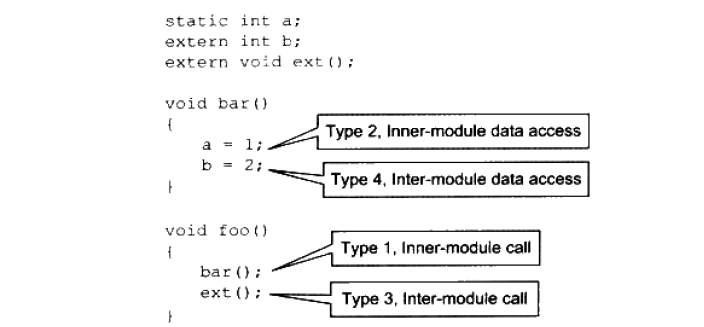 static int a;
extern int b;
extern void ext();
void bar()
{
a = 1;
Type 2, Inner-module data access
b = 2;
Type 4, Inter-module data access
}
void foo()
{
Type 1, Inner-module call
bar();
ext();
Type 3, Inter-module call
}